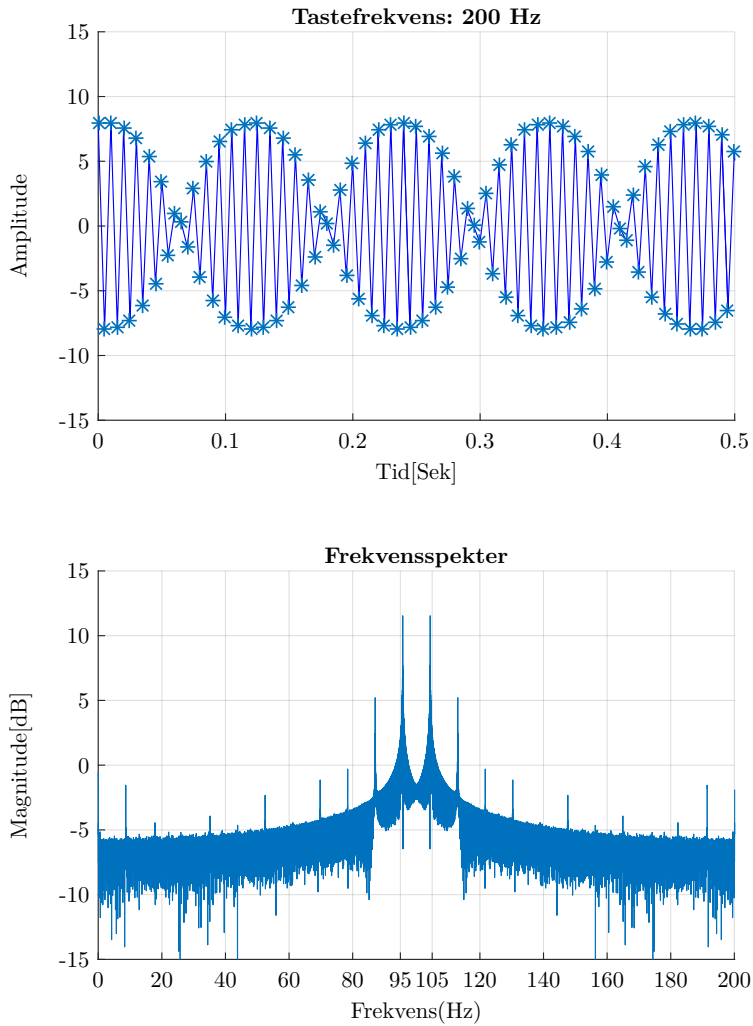 Tastefrekvens: 200 Hz
15
10
5
0
-5
-10
-15
Amplitude
0 0.1 0.2 0.3 0.4 0.5
Tid[Sek]
Frekvensspekter
15
10
5
0
-5
-10
-15
Magnitude[dB]
0 20 40 60 80 95 105 120 140 160 180 200
Frekvens(Hz)